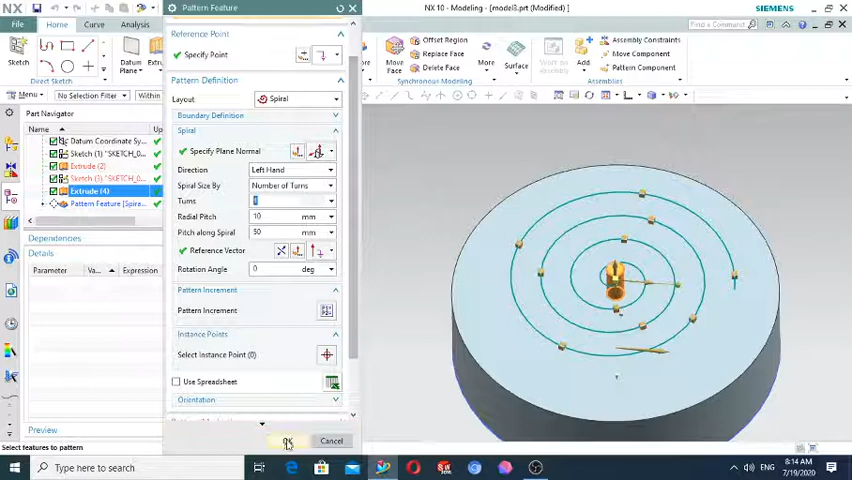 NX
Pattern Feature
NX 10 - Modeling - [model3.prt (Modified) ]
SIEMENS
File
Home
Curve
Analysis
Find a Command
Sketch
Direct Sketch
Datum
Plane
Move
Face
Offset Region
Replace Face
Delete Face
More
Surface
Add
Assembly Constraints
Move Component
Pattern Component
Synchronous Modeling
Assemblies
Menu
No Selection Filter
Within
Part Navigator
Name
Up
Datum Coordinate Sy...
Sketch (1) "SKETCH_0...
Extrude (2)
Sketch (3) "SKETCH_0...
Extrude (4)
Pattern Feature [Spira...
Dependencies
Details
Parameter
Va...
Expression
Preview
Reference Point
Specify Point
Pattern Definition
Layout
Spiral
Boundary Definition
Spiral
Specify Plane Normal
Direction
Left Hand
Spiral Size By
Number of Turns
Turns
Radial Pitch
10
mm
Pitch along Spiral
50
mm
Reference Vector
Rotation Angle
0
deg
Pattern Increment
Pattern Increment
Instance Points
Select Instance Point (0)
Use Spreadsheet
Orientation
OK
Cancel
Select features to pattern
Type here to search
ENG
8:14 AM
7/19/2020